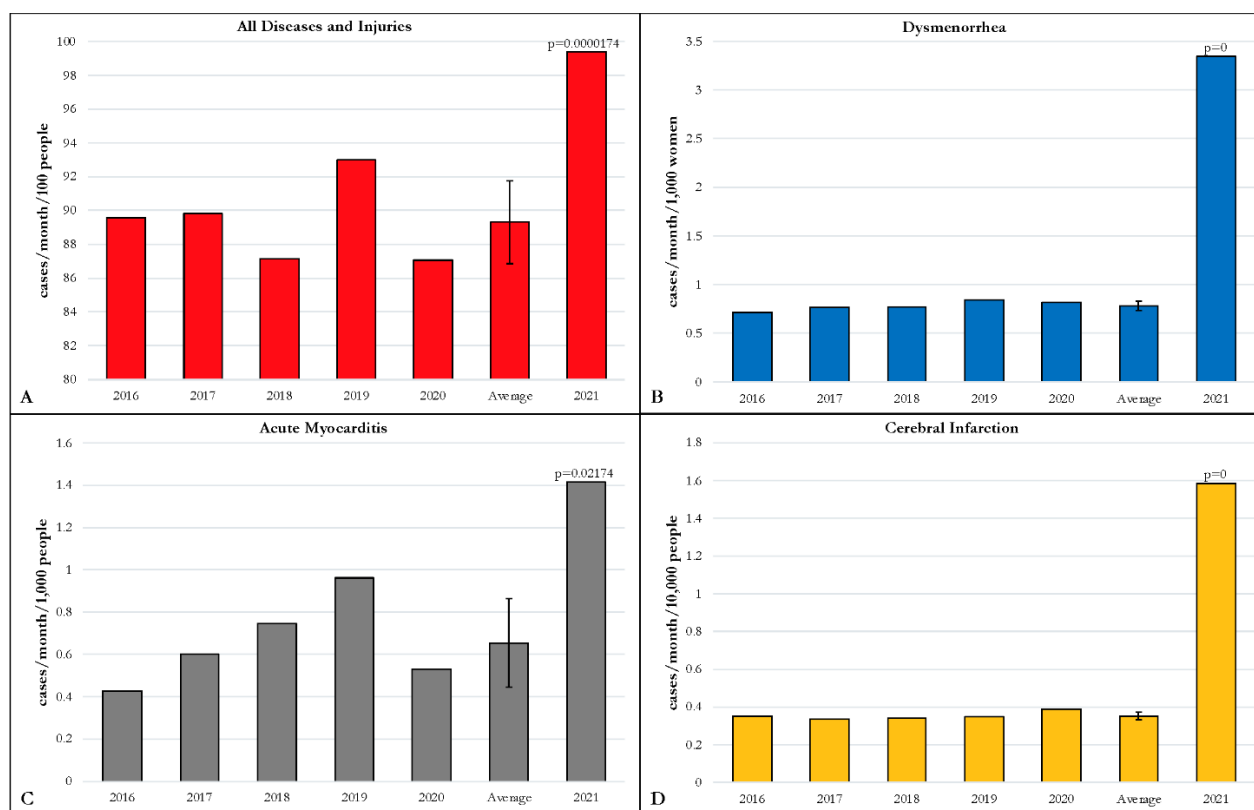 All Diseases and Injuries
p=0.0000174
100
98
96
94
92
90
88
86
84
82
80
cases/month/100 people
2016 2017 2018 2019 2020 Average 2021
A
Dysmenorrhea
p=0
3.5
3
2.5
2
1.5
1
0.5
0
cases/month/1,000 women
2016 2017 2018 2019 2020 Average 2021
B
Acute Myocarditis
p=0.02174
1.6
1.4
1.2
1
0.8
0.6
0.4
0.2
0
cases/month/1,000 people
2016 2017 2018 2019 2020 Average 2021
C
Cerebral Infarction
p=0
1.8
1.6
1.4
1.2
1
0.8
0.6
0.4
0.2
0
cases/month/10,000 people
2016 2017 2018 2019 2020 Average 2021
D